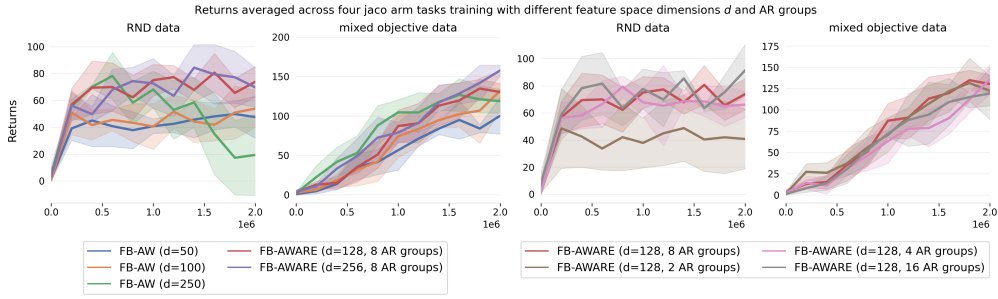 Returns averaged across four jaco arm tasks training with different feature space dimensions d and AR groups
RND data
mixed objective data
RND data
mixed objective data
Returns
100
80
60
40
20
0
0.0 0.5 1.0 1.5 2.0
1e6
200
150
100
50
0
0.0 0.5 1.0 1.5 2.0
1e6
100
80
60
40
20
0
0.0 0.5 1.0 1.5 2.0
1e6
175
150
125
100
75
50
25
0
0.0 0.5 1.0 1.5 2.0
1e6
FB-AW (d=50)
FB-AW (d=100)
FB-AW (d=250)
FB-AWARE (d=128, 8 AR groups)
FB-AWARE (d=256, 8 AR groups)
FB-AWARE (d=128, 8 AR groups)
FB-AWARE (d=128, 2 AR groups)
FB-AWARE (d=128, 4 AR groups)
FB-AWARE (d=128, 16 AR groups)